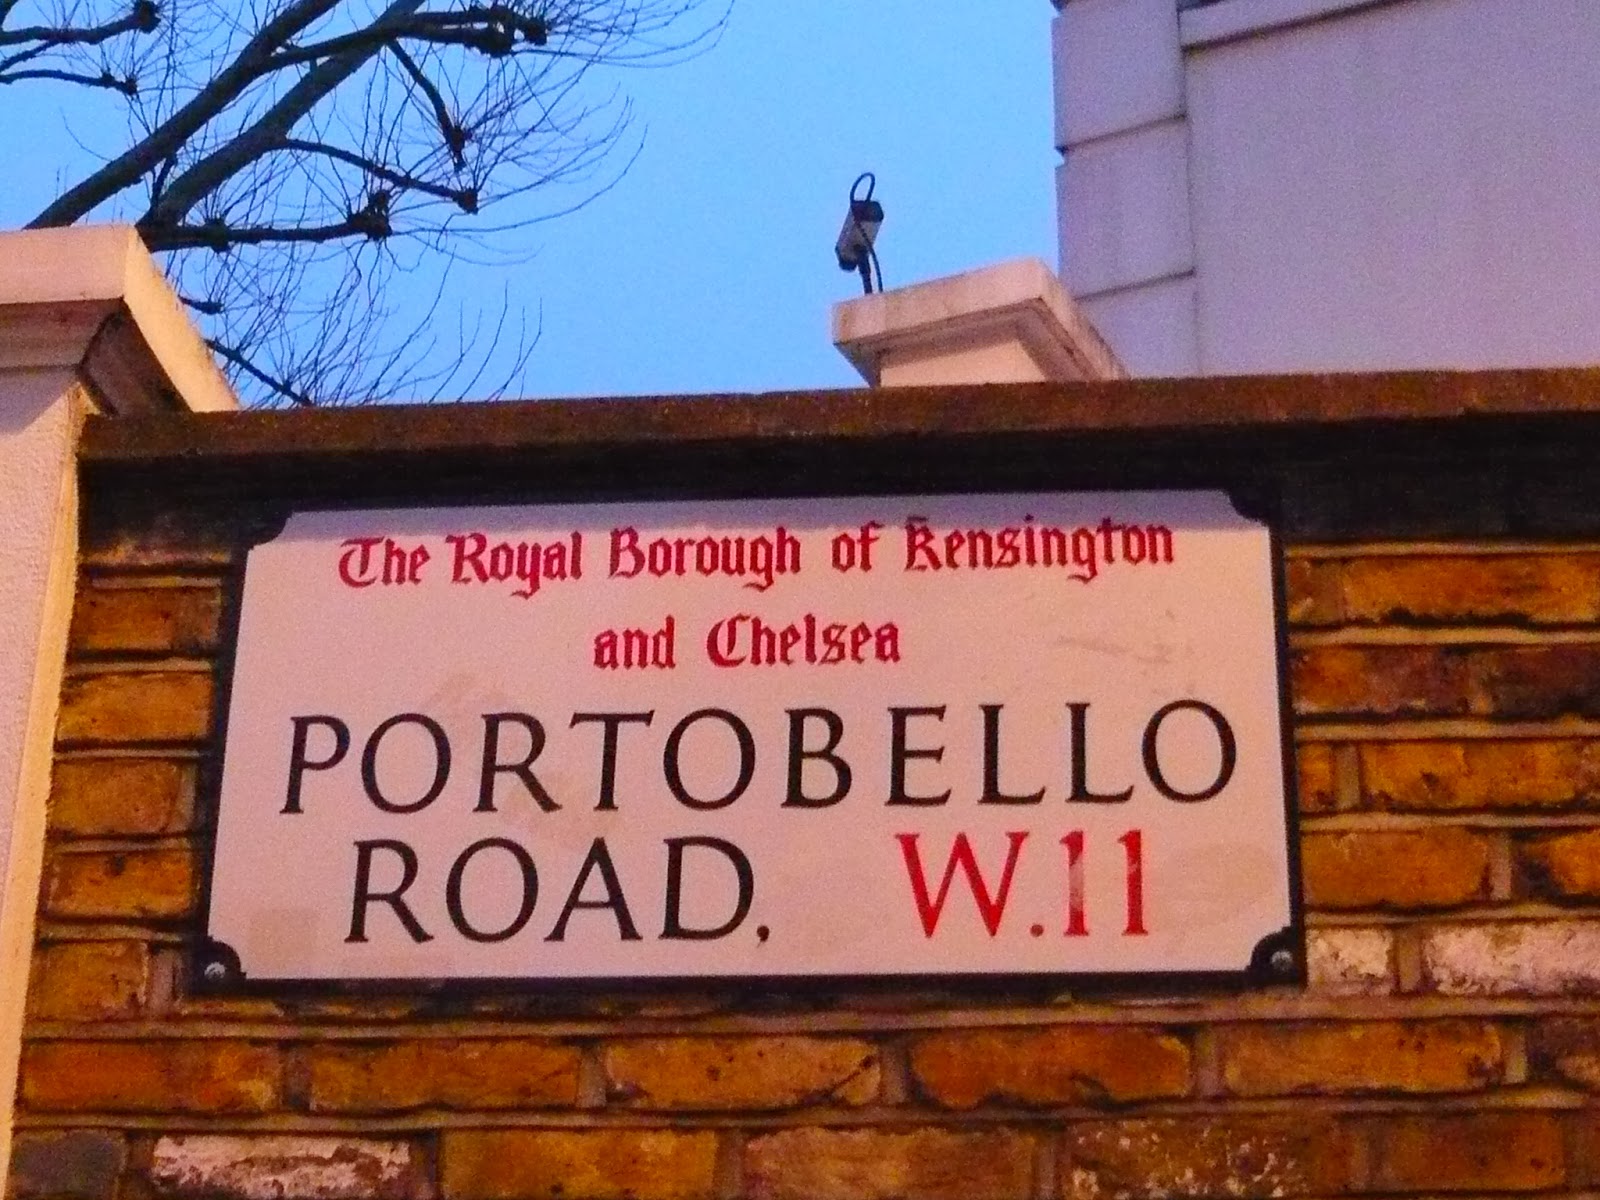 The Royal Borough of Kensington
and Chelsea
PORTOBELLO
ROAD, W.11